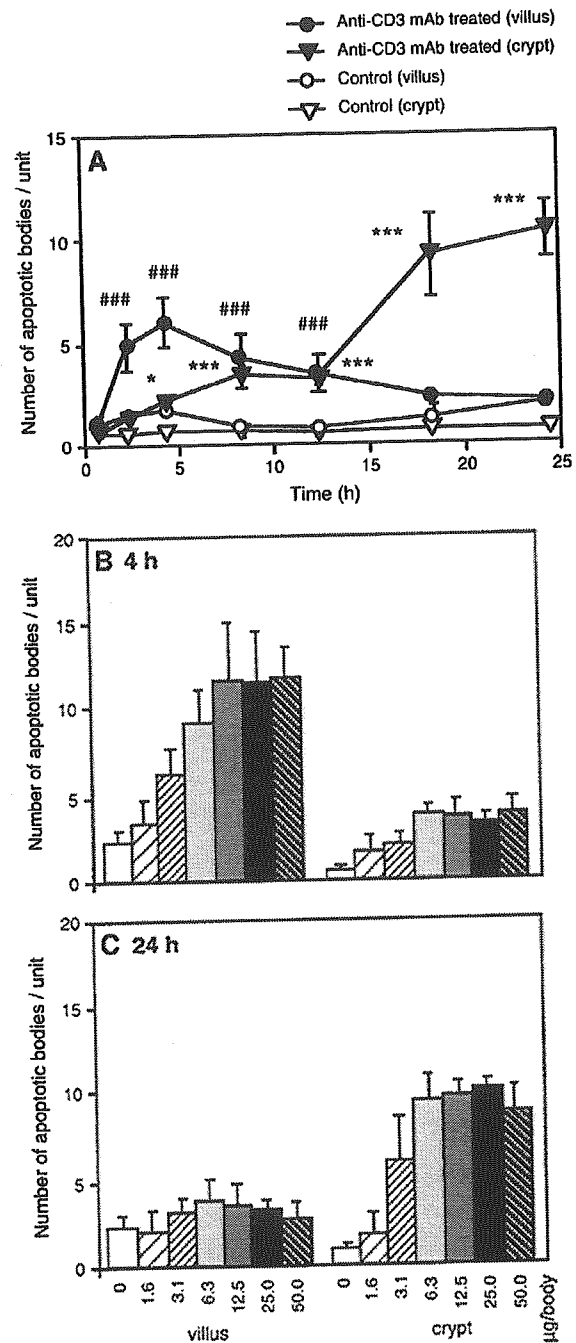 Anti-CD3 mAb treated (villus)
Anti-CD3 mAb treated (crypt)
Control (villus)
Control (crypt)
A
Number of apoptotic bodies / unit
15
10
5
0
###
###
###
###
*
***
***
***
***
0 5 10 15 20 25
Time (h)
B 4 h
Number of apoptotic bodies / unit
20
15
10
5
0
C 24 h
Number of apoptotic bodies / unit
20
15
10
5
0
0 1.6 3.1 6.3 12.5 25.0 50.0 0 1.6 3.1 6.3 12.5 25.0 50.0 μg/body
villus crypt